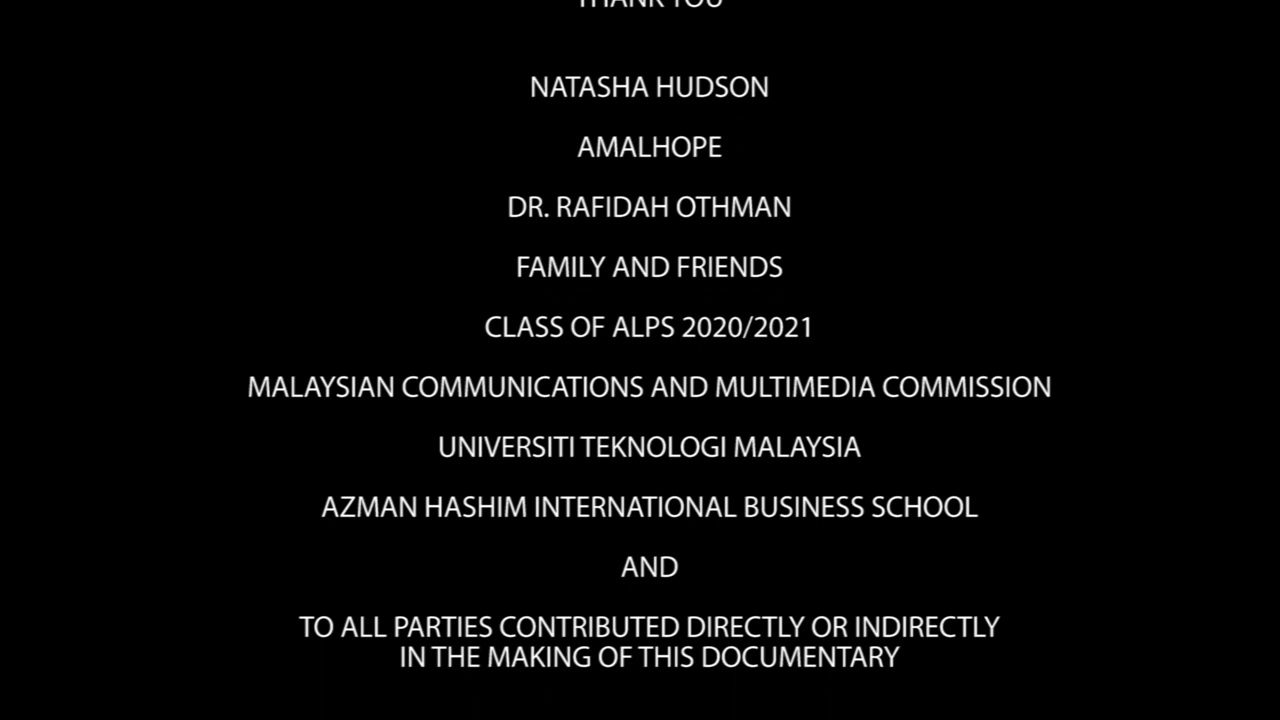 THANK YOU
NATASHA HUDSON
AMALHOPE
DR. RAFIDAH OTHMAN
FAMILY AND FRIENDS
CLASS OF ALPS 2020/2021
MALAYSIAN COMMUNICATIONS AND MULTIMEDIA COMMISSION
UNIVERSITI TEKNOLOGI MALAYSIA
AZMAN HASHIM INTERNATIONAL BUSINESS SCHOOL
AND
TO ALL PARTIES CONTRIBUTED DIRECTLY OR INDIRECTLY
IN THE MAKING OF THIS DOCUMENTARY